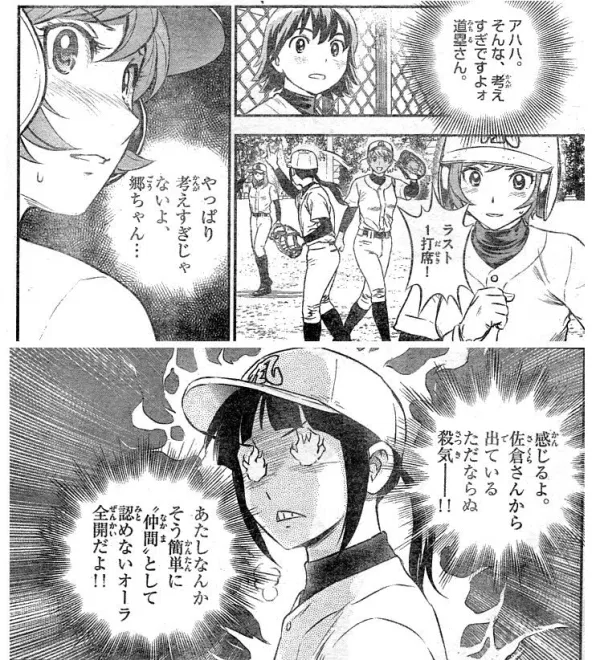 アハハ。
そんな、考え
すぎですよォ
道塁さん。
ラスト
1打席！
やっぱり
考えすぎじゃ
ないよ、
郷ちゃん…
感じるよ。
佐倉さんから
出ている
ただならぬ
殺気──!!
あたしなんか
そう簡単に
〝仲間〟として
認めないオーラ
全開だよ!!